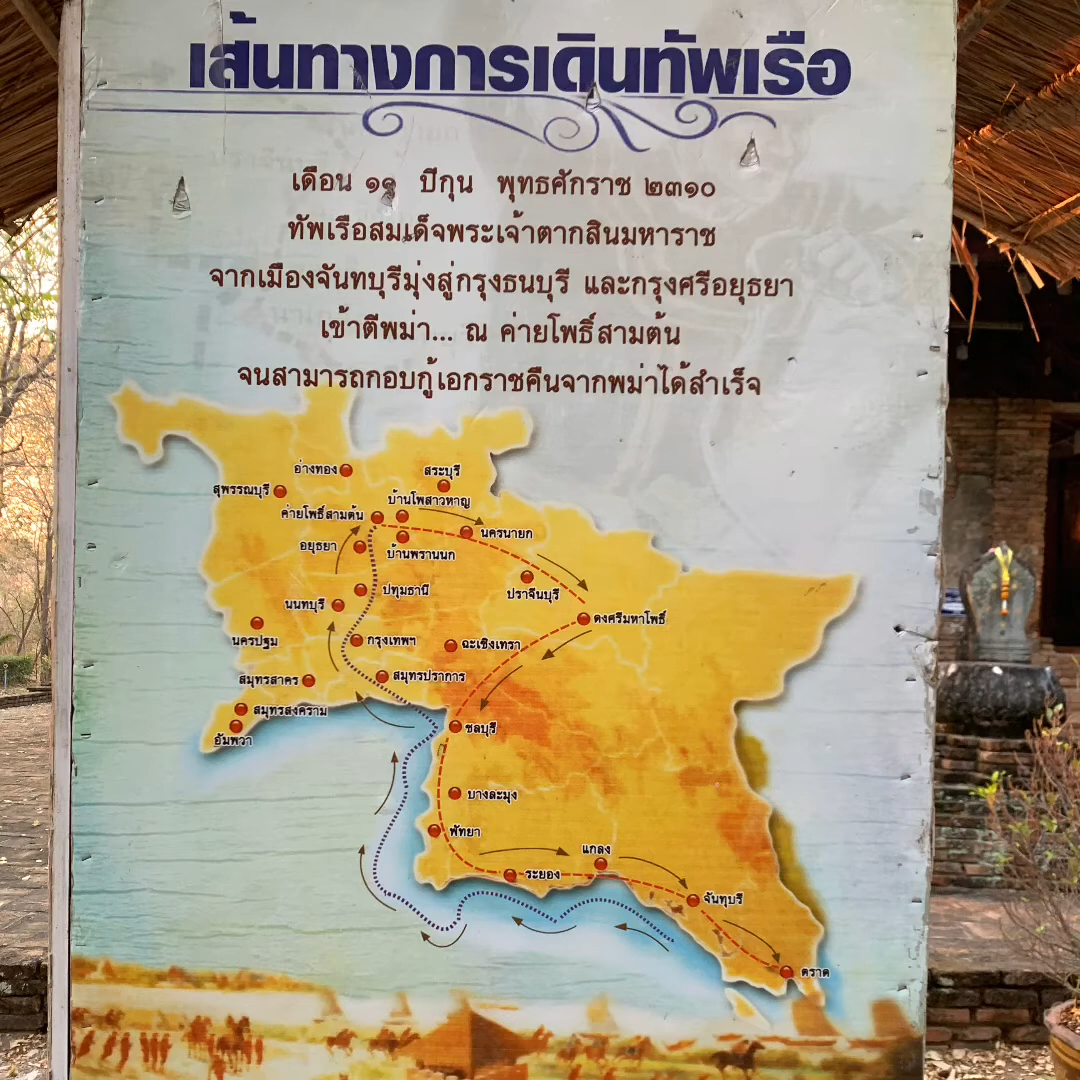 เส้นทางการเดินทัพเรือ
เดือน ๑๑ ปีกุน พุทธศักราช ๒๓๑๐
ทัพเรือสมเด็จพระเจ้าตากสินมหาราช
จากเมืองจันทบุรีมุ่งสู่กรุงธนบุรี และกรุงศรีอยุธยา
เข้าตีพม่า... ณ ค่ายโพธิ์สามต้น
จนสามารถกอบกู้เอกราชคืนจากพม่าได้สำเร็จ
อ่างทอง
สระบุรี
สุพรรณบุรี
บ้านโพสาวหาญ
ค่ายโพธิ์สามต้น
นครนายก
อยุธยา
บ้านพรานนก
ปทุมธานี
ปราจีนบุรี
นนทบุรี
ดงศรีมหาโพธิ์
นครปฐม
กรุงเทพฯ
ฉะเชิงเทรา
สมุทรสาคร
สมุทรปราการ
สมุทรสงคราม
อัมพวา
ชลบุรี
บางละมุง
พัทยา
แกลง
ระยอง
จันทบุรี
ตราด